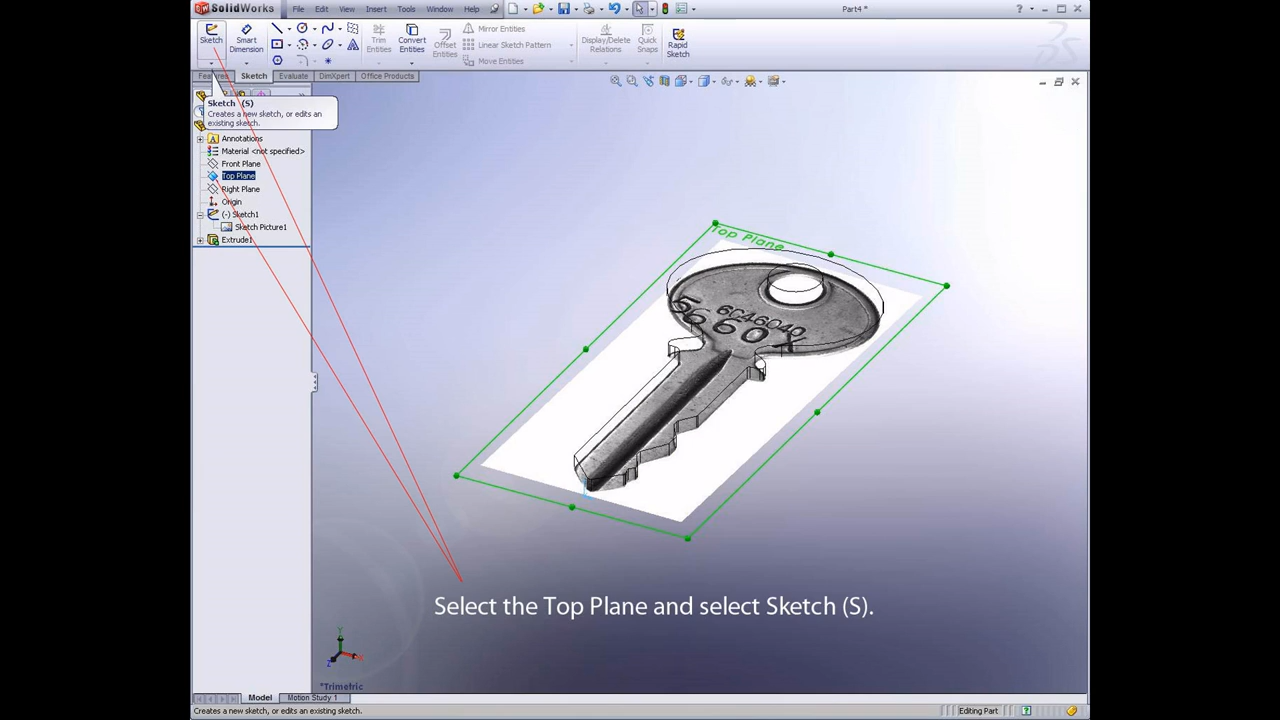 SolidWorks File Edit View Insert Tools Window Help Part4 *
Sketch Smart Dimension Trim Entities Convert Entities Offset Entities Mirror Entities Linear Sketch Pattern Move Entities Display/Delete Relations Quick Snaps Rapid Sketch
Sketch Evaluate DimXpert Office Products
Sketch (S)
Creates a new sketch, or edits an
existing sketch.
Annotations
Material <not specified>
Front Plane
Top Plane
Right Plane
Origin
(-) Sketch1
Sketch Picture1
Extrude1
Top Plane
6C46040
5660X
Select the Top Plane and select Sketch (S).
Y
X
Z
*Trimetric
Model Motion Study 1
Creates a new sketch, or edits an existing sketch. Editing Part